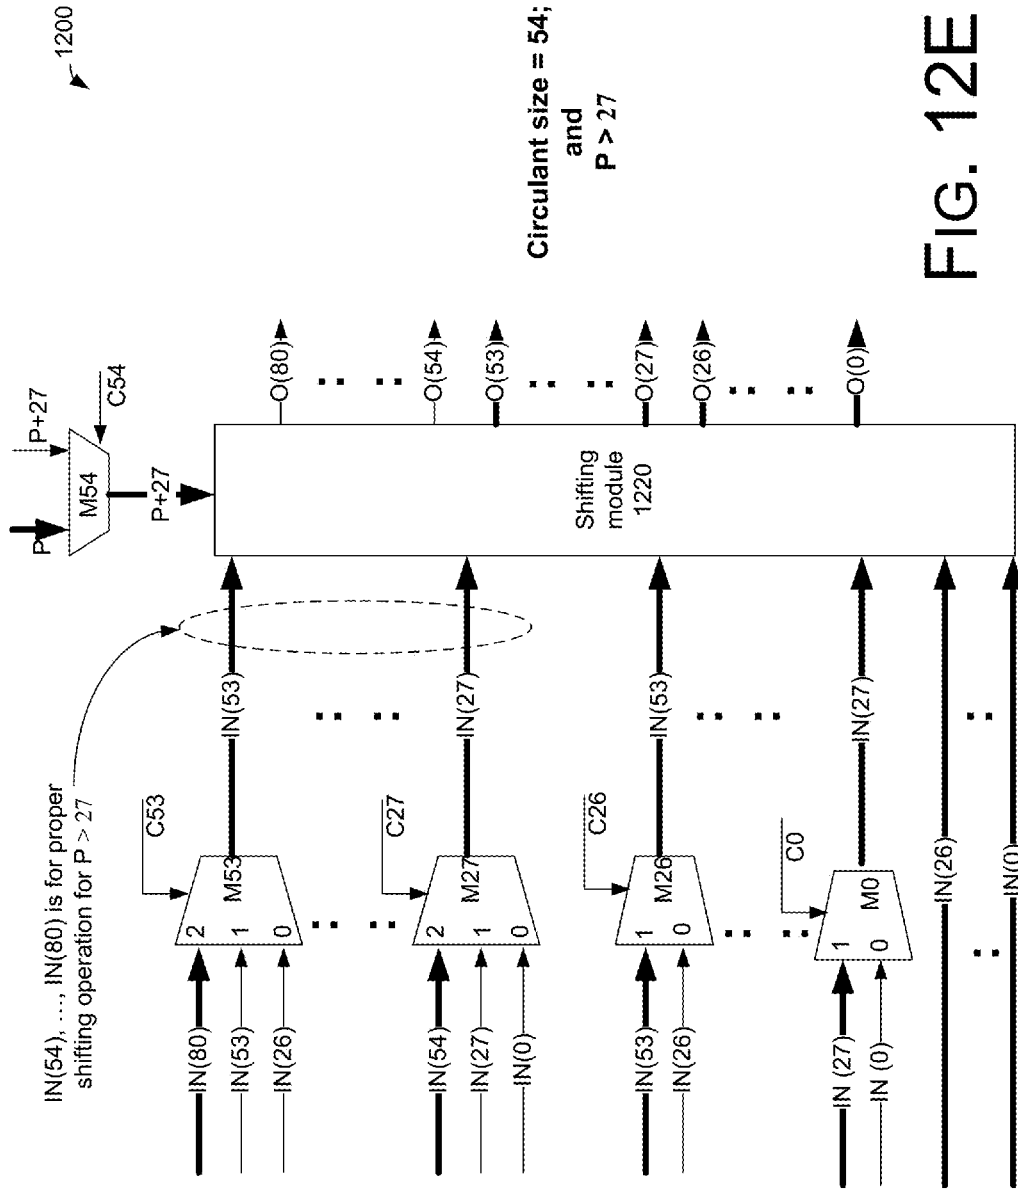 1200
P
P+27
M54
C54
P+27
IN(54), ..., IN(80) is for proper
shifting operation for P > 27
C53
IN(80)
2
IN(53)
1
IN(26)
0
M53
IN(53)
C27
IN(54)
2
IN(27)
1
IN(0)
0
M27
IN(27)
C26
IN(53)
1
IN(26)
0
M26
IN(53)
C0
IN (27)
1
IN (0)
0
M0
IN(27)
IN(26)
IN(0)
Shifting
module
1220
O(80)
O(54)
O(53)
O(27)
O(26)
O(0)
Circulant size = 54;
and
P > 27
FIG. 12E